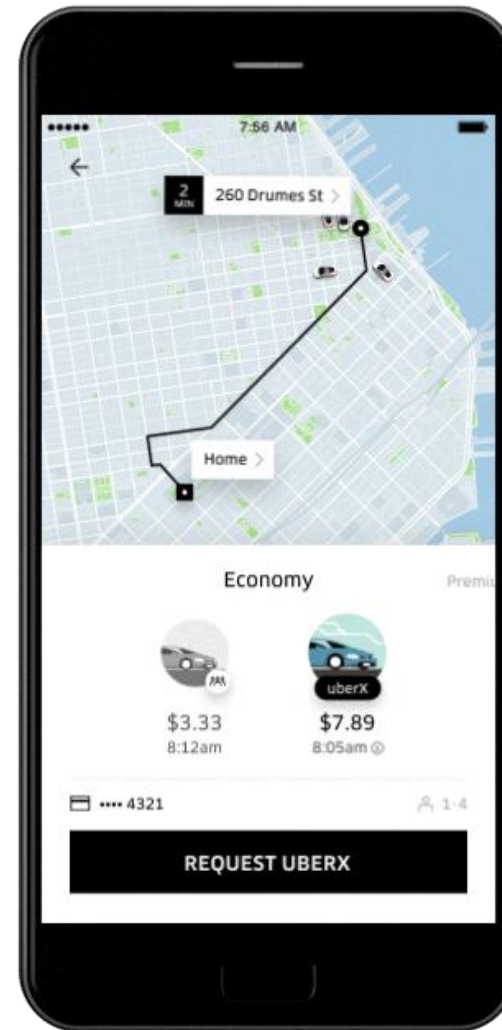 7:56 AM
2 MIN
260 Drumes St >
Home >
Economy
Premiu
uberX
$3.33
$7.89
8:12am
8:05am
•••• 4321
1-4
REQUEST UBERX